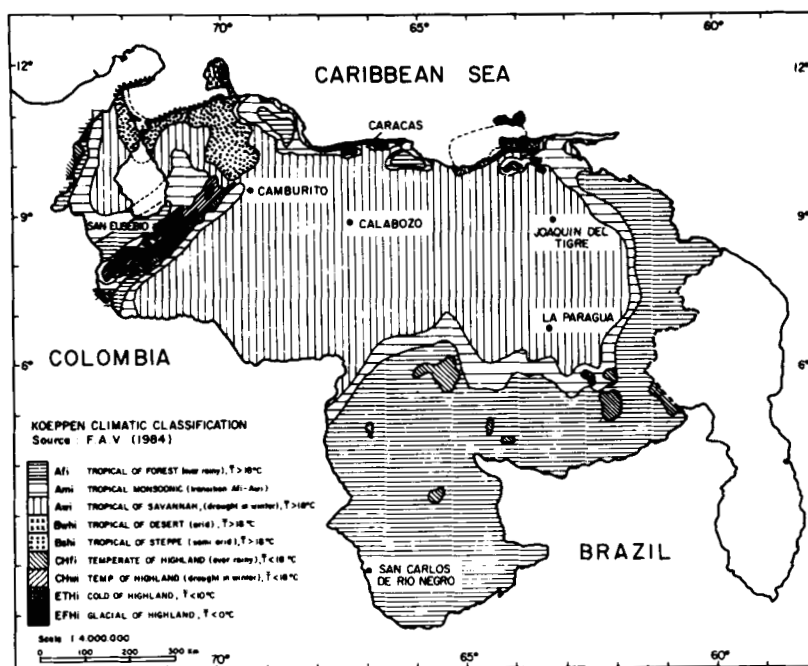 70° 65° 60°
12° 12°
CARIBBEAN SEA
CARACAS
CAMBURITO
9° 9°
SAN EUSEBIO
CALABOZO
JOAQUIN DEL
TIGRE
LA PARAGUA
COLOMBIA
6° 6°
KOEPPEN CLIMATIC CLASSIFICATION
Source : F.A.V (1984)
Afi TROPICAL OF FOREST (ever rainy), T̄ > 18°C
Ami TROPICAL MONSOONIC (transition Afi-Awi)
Awi TROPICAL OF SAVANNAH, (drought in winter), T̄ > 18°C
Bwhi TROPICAL OF DESERT (arid), T̄ > 18°C
Bshi TROPICAL OF STEPPE (semi arid), T̄ > 18°C
CHfi TEMPERATE OF HIGHLAND (ever rainy), T̄ < 18°C
CHwi TEMP OF HIGHLAND (drought in winter), T̄ < 18°C
ETHi COLD OF HIGHLAND, T̄ < 10°C
EFHi GLACIAL OF HIGHLAND, T̄ < 0°C
BRAZIL
SAN CARLOS
DE RIO NEGRO
Scale 1:4.000.000
0 100 200 300 Km
70° 65° 60°